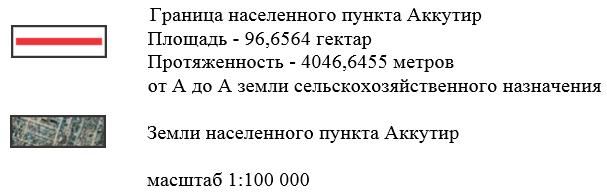 Граница населенного пункта Аккутир
Площадь - 96,6564 гектар
Протяженность - 4046,6455 метров
от А до А земли сельскохозяйственного назначения
Земли населенного пункта Аккутир
масштаб 1:100 000